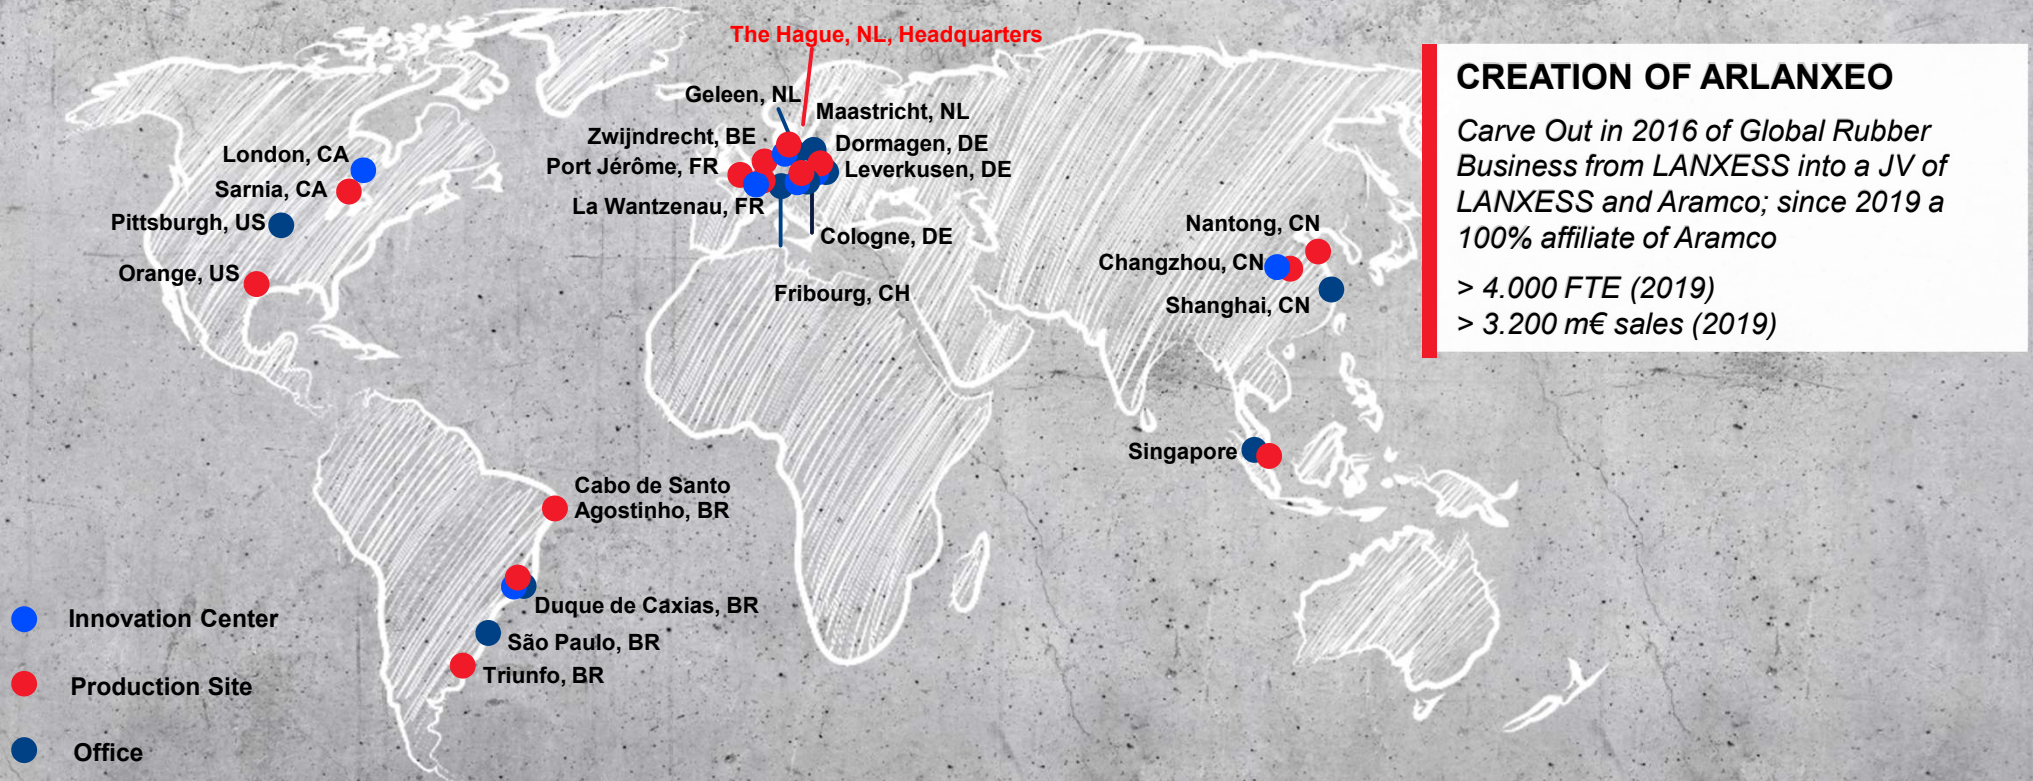 The Hague, NL, Headquarters
Geleen, NL
Maastricht, NL
Zwijndrecht, BE
Dormagen, DE
Port Jérôme, FR
Leverkusen, DE
La Wantzenau, FR
Cologne, DE
Fribourg, CH
London, CA
Sarnia, CA
Pittsburgh, US
Orange, US
Nantong, CN
Changzhou, CN
Shanghai, CN
Singapore
Cabo de Santo
Agostinho, BR
Duque de Caxias, BR
São Paulo, BR
Triunfo, BR
Innovation Center
Production Site
Office
CREATION OF ARLANXEO
Carve Out in 2016 of Global Rubber
Business from LANXESS into a JV of
LANXESS and Aramco; since 2019 a
100% affiliate of Aramco
> 4.000 FTE (2019)
> 3.200 m€ sales (2019)